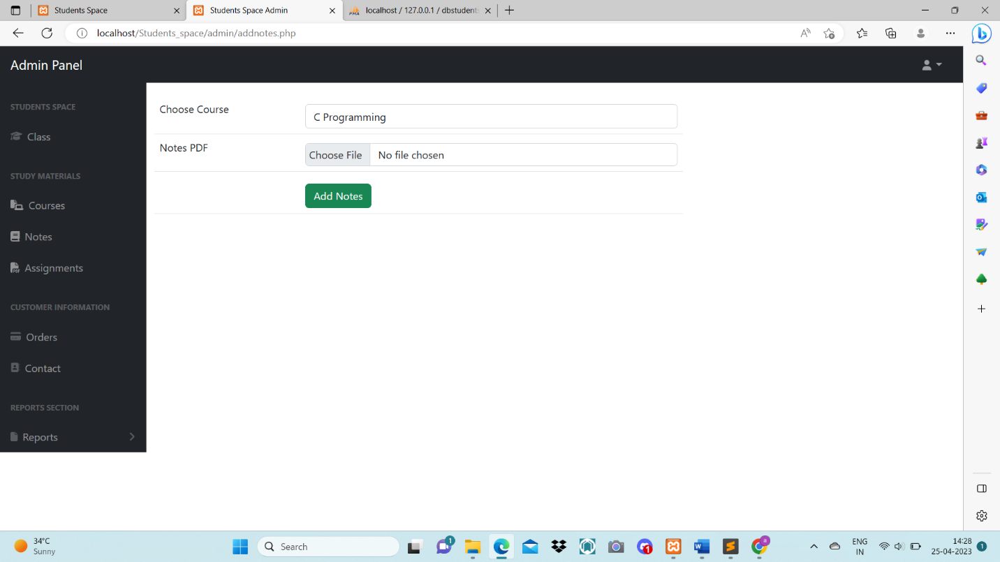 Students Space
Students Space Admin
localhost / 127.0.0.1 / dbstudent
localhost/Students_space/admin/addnotes.php
Admin Panel
STUDENTS SPACE
Class
STUDY MATERIALS
Courses
Notes
Assignments
CUSTOMER INFORMATION
Orders
Contact
REPORTS SECTION
Reports
Choose Course
C Programming
Notes PDF
Choose File No file chosen
Add Notes
34°C
Sunny
Search
1
1
a
ENG
IN
14:28
25-04-2023
1